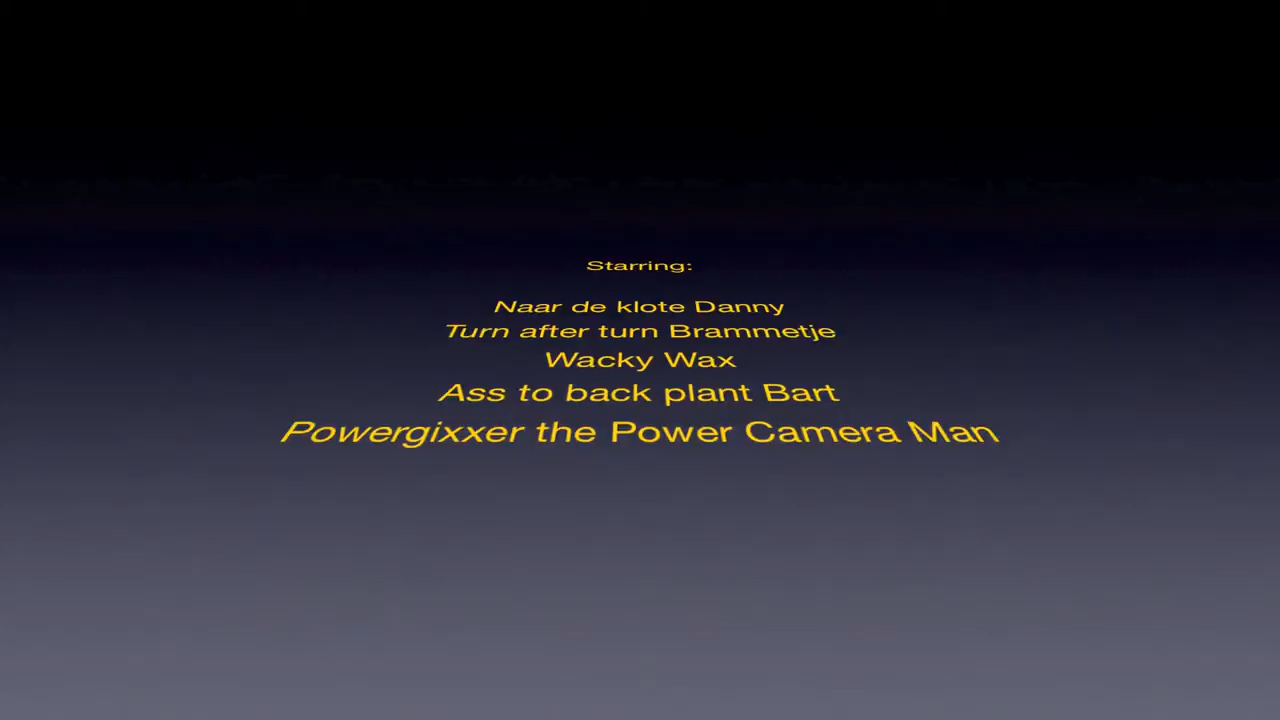 Starring:
Naar de klote Danny
Turn after turn Brammetje
Wacky Wax
Ass to back plant Bart
Powergixxer the Power Camera Man